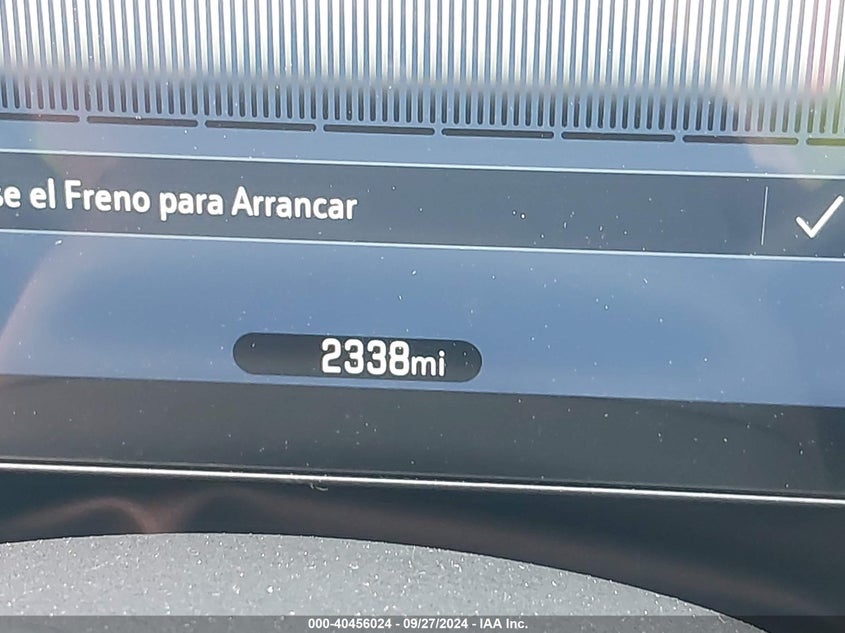 se el Freno para Arrancar
2338mi
000-40456024 - 09/27/2024 - IAA Inc.